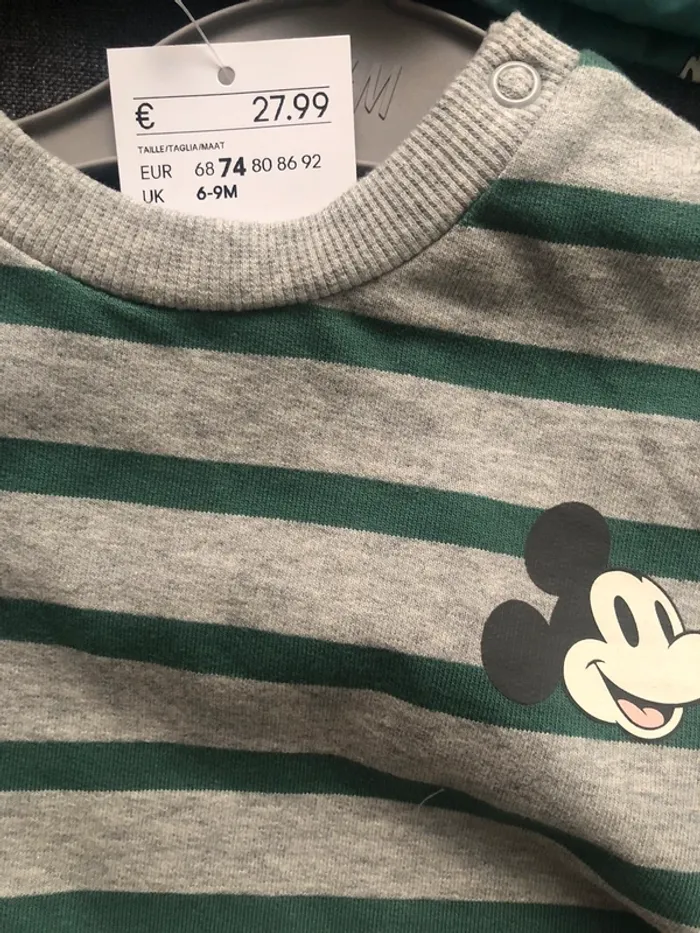 € 27.99
TAILLE/TAGLIA/MAAT
EUR 68 74 80 86 92
UK 6-9M